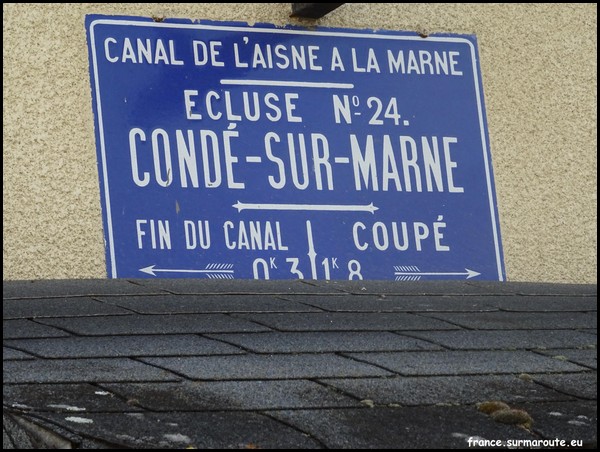 CANAL DE L'AISNE A LA MARNE
ECLUSE No 24.
CONDÉ-SUR-MARNE
FIN DU CANAL COUPÉ
0K 3 1K 8
france.surmaroute.eu